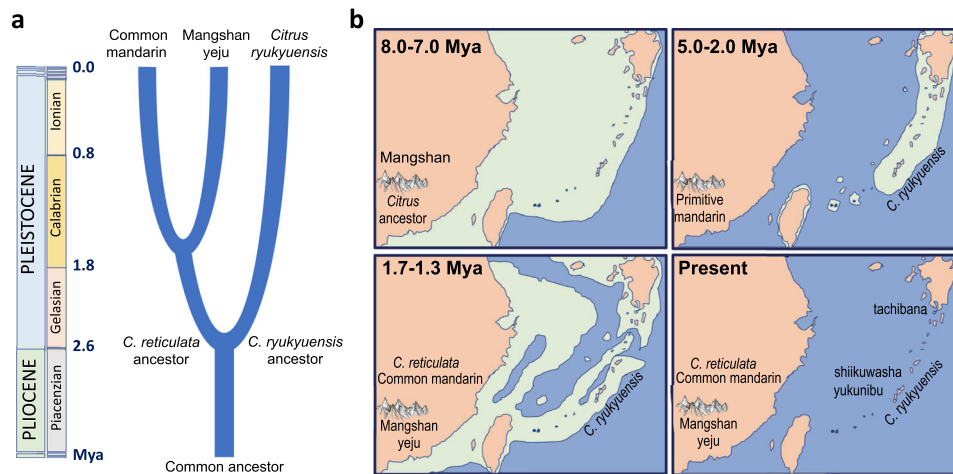 a
Common
mandarin
Mangshan
yeju
Citrus
ryukyuensis
0.0
Ionian
0.8
Calabrian
PLEISTOCENE
1.8
Gelasian
2.6
C. reticulata
ancestor
C. ryukyuensis
ancestor
PLIOCENE
Piacenzian
Mya
Common ancestor
b
8.0-7.0 Mya
Mangshan
Citrus
ancestor
5.0-2.0 Mya
Primitive
mandarin
C. ryukyuensis
1.7-1.3 Mya
C. reticulata
Common mandarin
Mangshan
yeju
C. ryukyuensis
Present
tachibana
C. reticulata
Common mandarin
shiikuwasha
yukunibu
C. ryukyuensis
Mangshan
yeju